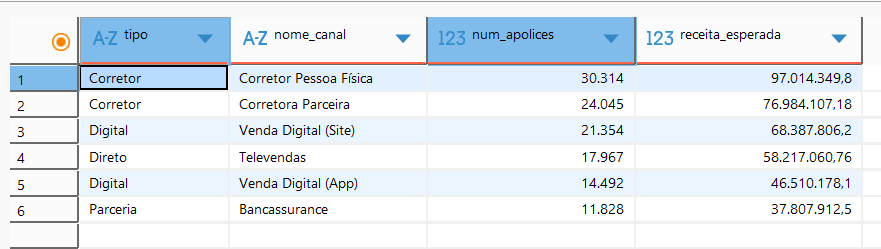 A-Z tipo A-Z nome_canal 123 num_apolices 123 receita_esperada
1 Corretor Corretor Pessoa Física 30.314 97.014.349,8
2 Corretor Corretora Parceira 24.045 76.984.107,18
3 Digital Venda Digital (Site) 21.354 68.387.806,2
4 Direto Televendas 17.967 58.217.060,76
5 Digital Venda Digital (App) 14.492 46.510.178,1
6 Parceria Bancassurance 11.828 37.807.912,5